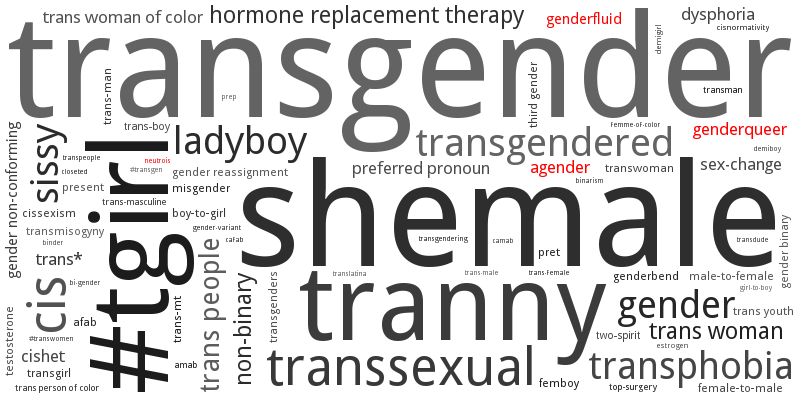 trans woman of color
hormone replacement therapy
genderfluid
dysphoria
cisnormativity
transgender
demigirl
trans-man
prep
third gender
transman
gender non-conforming
sissy
trans-boy
ladyboy
femme-of-color
transgendered
genderqueer
transpeople
neutrois
closeted
#transgen
gender reassignment
preferred pronoun
agender
transwoman
demiboy
sex-change
binarism
present
misgender
trans-masculine
#tgirl
shemale
cissexism
boy-to-girl
gender-variant
transmisogyny
cafab
binder
transgendering
camab
transdude
gender binary
trans*
trans people
pret
bi-gender
non-binary
transgenders
translatina
trans-male
trans-female
genderbend
male-to-female
girl-to-boy
cis
tranny
gender
trans youth
trans-mt
testosterone
afab
#transwomen
two-spirit
trans woman
estrogen
cishet
amab
transsexual
transphobia
transgirl
femboy
top-surgery
female-to-male
trans person of color